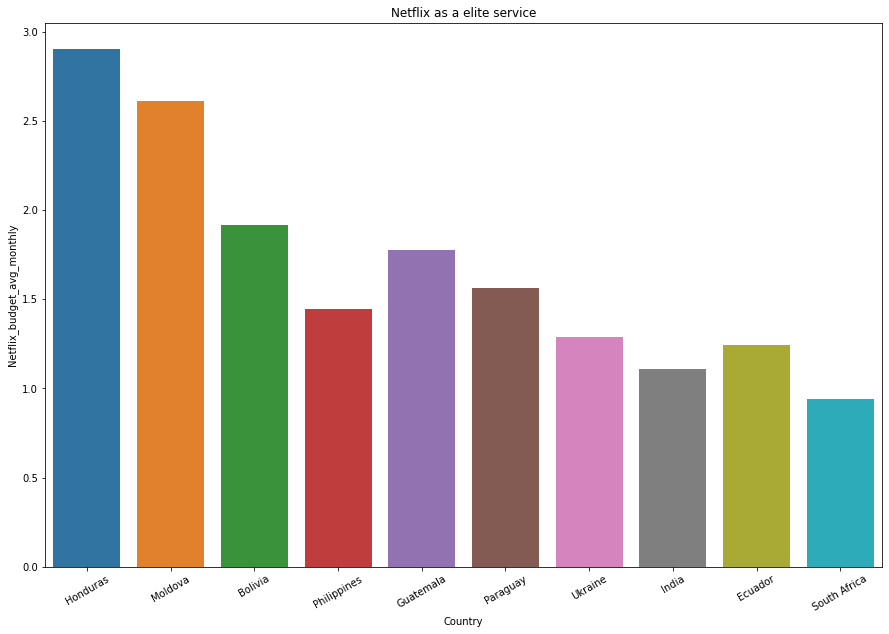 Netflix as a elite service
Netflix_budget_avg_monthly
3.0
2.5
2.0
1.5
1.0
0.5
0.0
Honduras
Moldova
Bolivia
Philippines
Guatemala
Paraguay
Ukraine
India
Ecuador
South Africa
Country